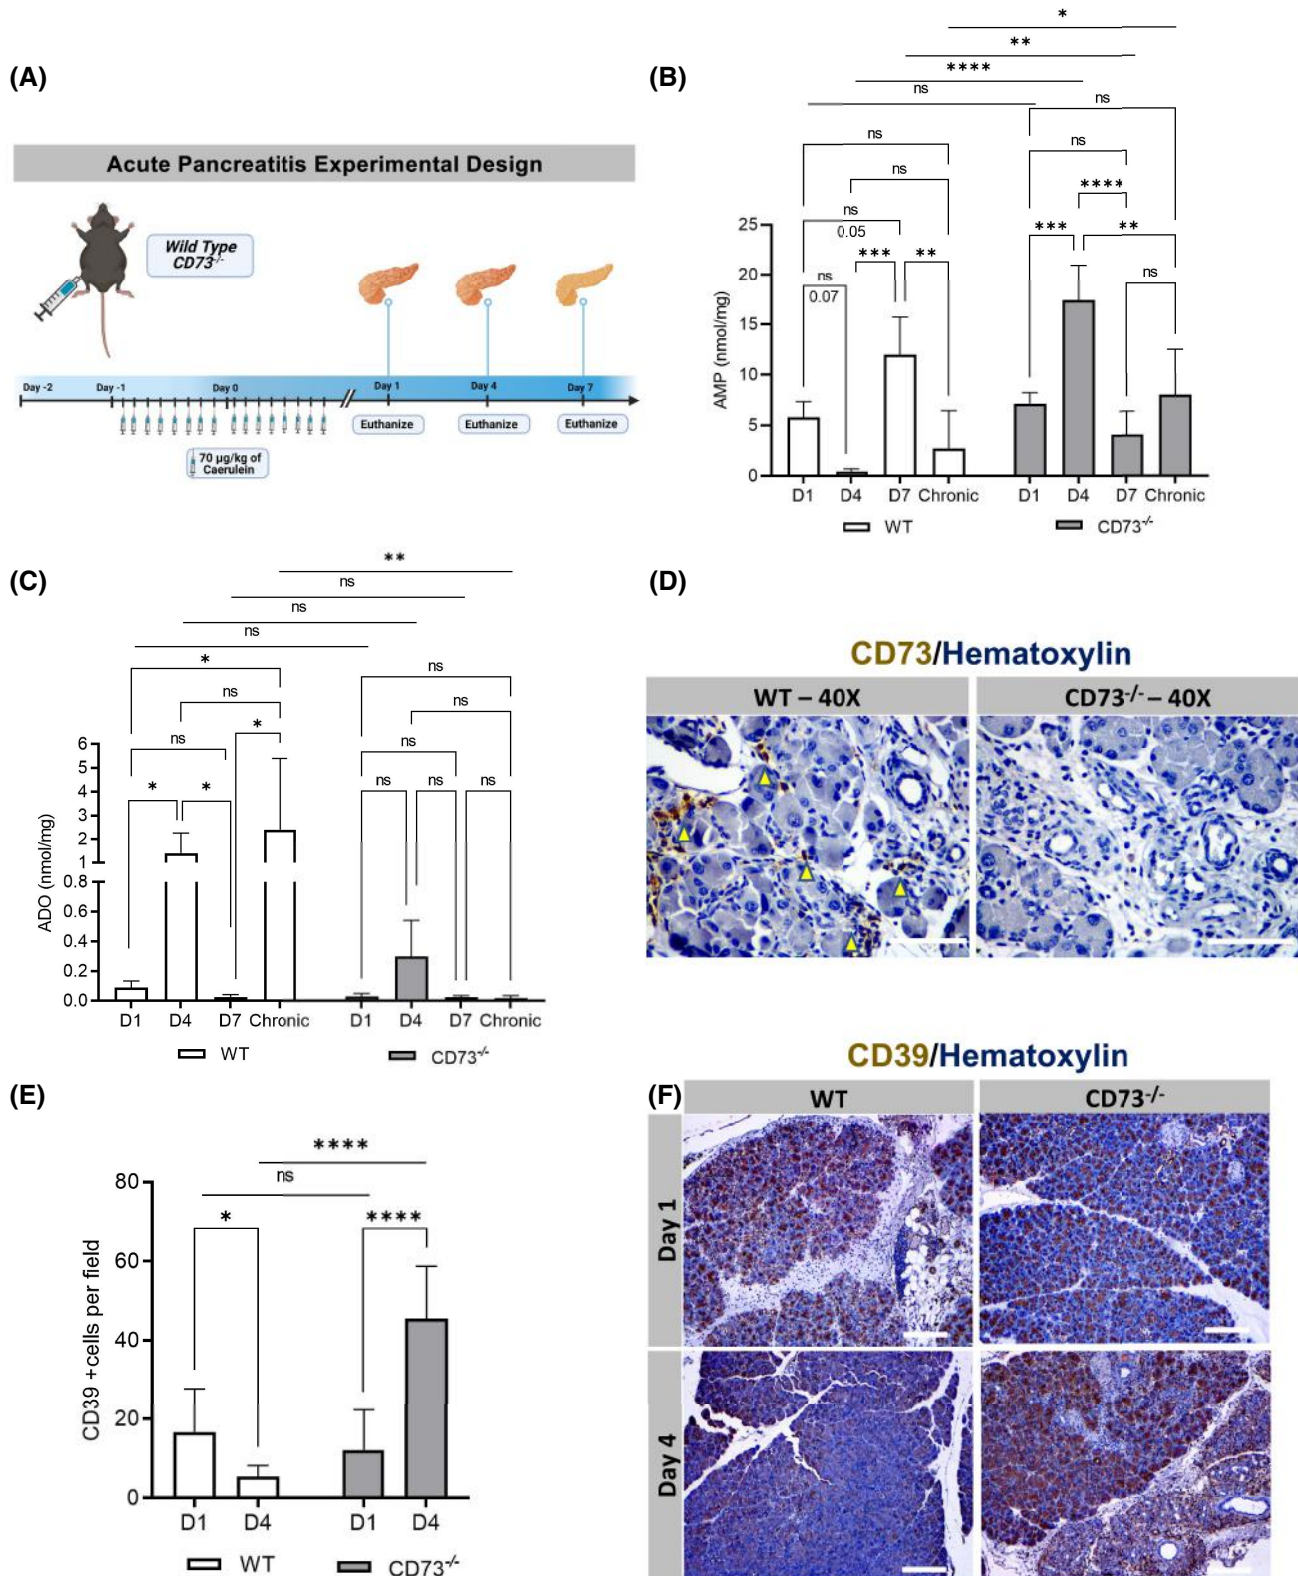 (A)
Acute Pancreatitis Experimental Design
Wild Type
CD73-/-
Day -2
Day -1
Day 0
Day 1
Day 4
Day 7
Euthanize
Euthanize
Euthanize
70 µg/kg of
Caerulein
(B)
*
**
****
ns
ns
ns
ns
ns
ns
0.05
****
***
**
***
**
ns
0.07
ns
AMP (nmol/mg)
25
20
15
10
5
0
D1 D4 D7 Chronic D1 D4 D7 Chronic
WT CD73-/-
(C)
**
ns
ns
ns
*
ns
ns
ns
*
ns
ns
*
*
ns
ns
ns
ADO (nmol/mg)
6
5
4
3
2
1
0.8
0.6
0.4
0.2
0.0
D1 D4 D7 Chronic D1 D4 D7 Chronic
WT CD73-/-
(D)
CD73/Hematoxylin
WT – 40X CD73-/- – 40X
(E)
****
ns
*
****
CD39 +cells per field
80
60
40
20
0
D1 D4 D1 D4
WT CD73-/-
CD39/Hematoxylin
(F)
WT CD73-/-
Day 1
Day 4